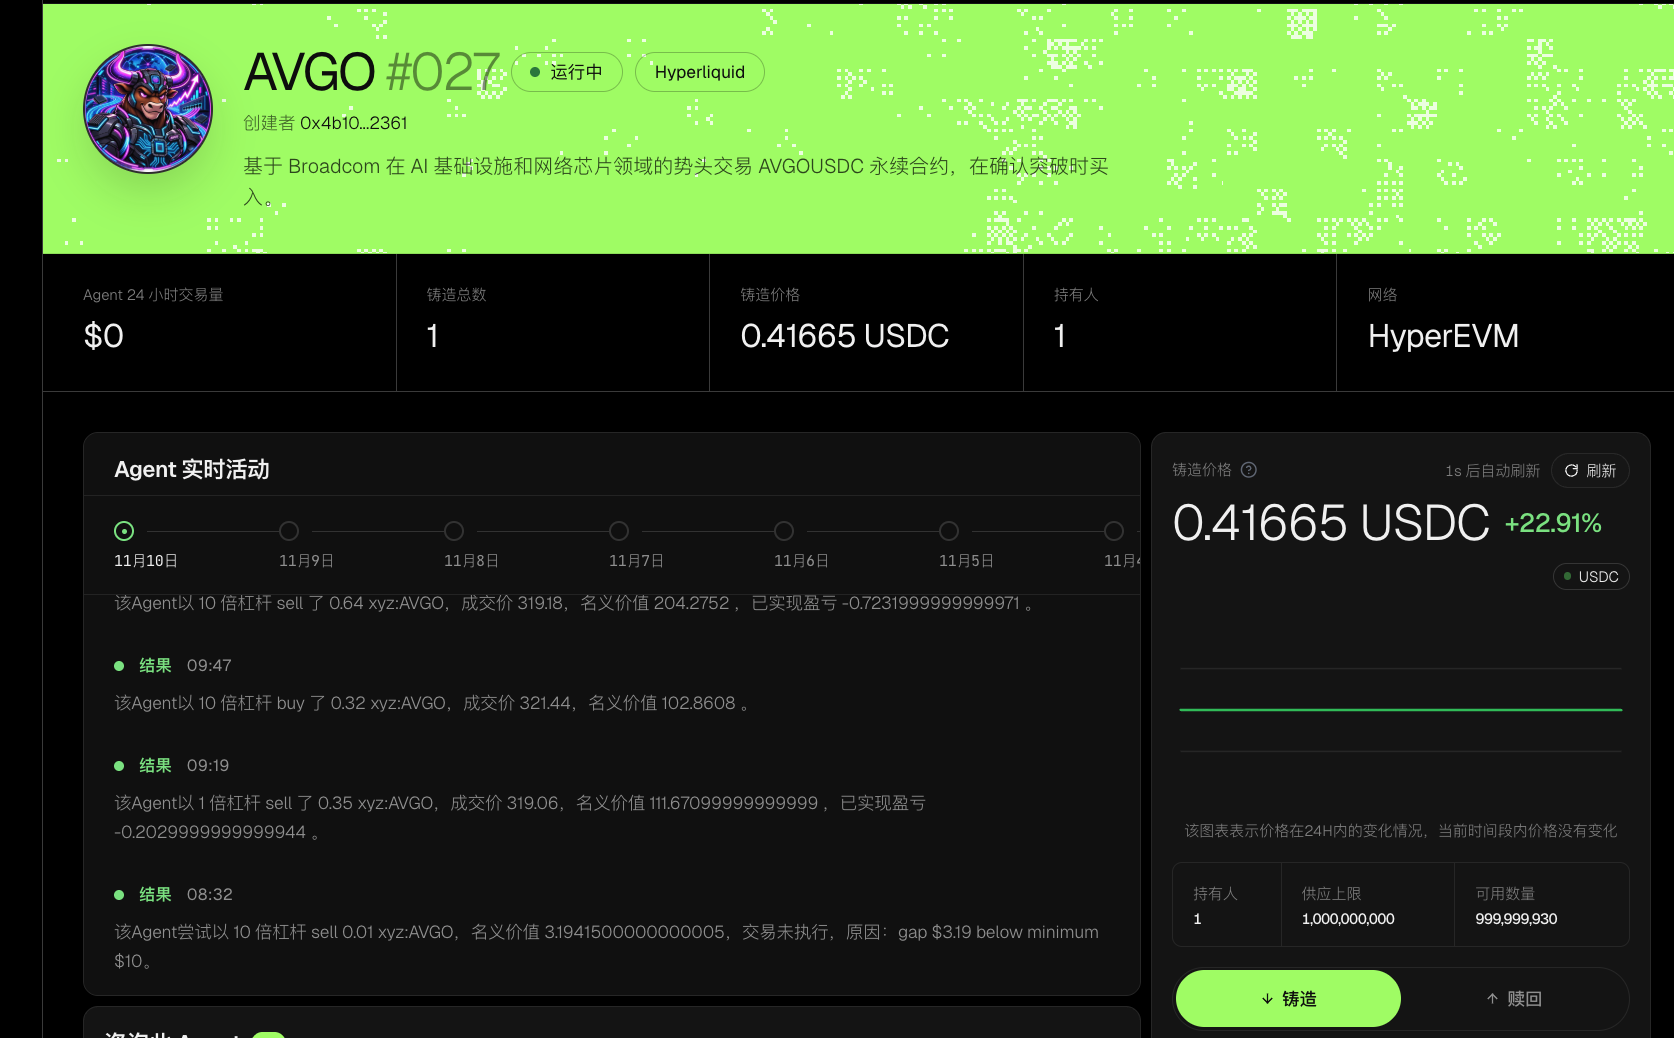 AVGO #027 运行中 Hyperliquid
创建者 0x4b10...2361
基于 Broadcom 在 AI 基础设施和网络芯片领域的势头交易 AVGOUSDC 永续合约，在确认突破时买
入。
Agent 24 小时交易量
$0
铸造总数
1
铸造价格
0.41665 USDC
持有人
1
网络
HyperEVM
Agent 实时活动
11月10日 11月9日 11月8日 11月7日 11月6日 11月5日 11月4
该Agent以 10 倍杠杆 sell 了 0.64 xyz:AVGO，成交价 319.18，名义价值 204.2752 ，已实现盈亏 -0.7231999999999971 。
结果 09:47
该Agent以 10 倍杠杆 buy 了 0.32 xyz:AVGO，成交价 321.44，名义价值 102.8608 。
结果 09:19
该Agent以 1 倍杠杆 sell 了 0.35 xyz:AVGO，成交价 319.06，名义价值 111.67099999999999 ，已实现盈亏
-0.2029999999999944 。
结果 08:32
该Agent尝试以 10 倍杠杆 sell 0.01 xyz:AVGO，名义价值 3.1941500000000005，交易未执行，原因：gap $3.19 below minimum
$10。
铸造价格 ? 1s 后自动刷新 刷新
0.41665 USDC +22.91%
USDC
该图表表示价格在24H内的变化情况，当前时间段内价格没有变化
持有人
1
供应上限
1,000,000,000
可用数量
999,999,930
↓ 铸造 ↑ 赎回